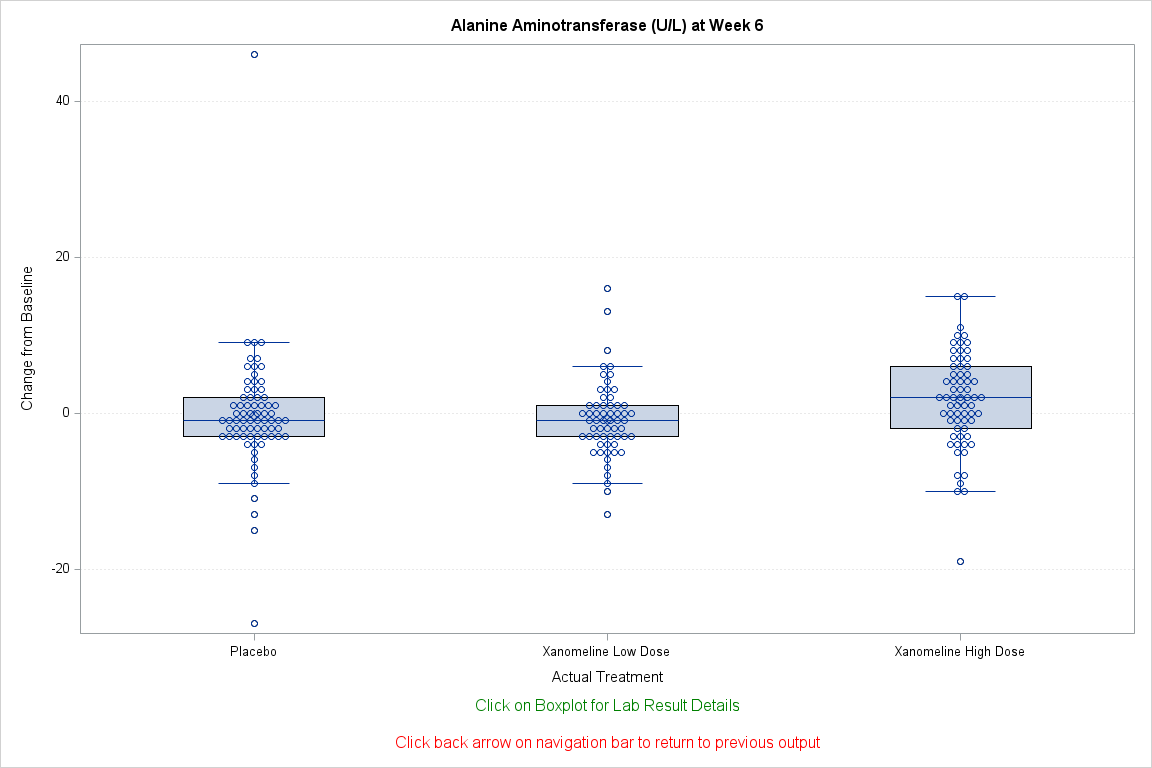 Alanine Aminotransferase (U/L) at Week 6
Change from Baseline
40
20
0
-20
Placebo
Xanomeline Low Dose
Xanomeline High Dose
Actual Treatment
Click on Boxplot for Lab Result Details
Click back arrow on navigation bar to return to previous output